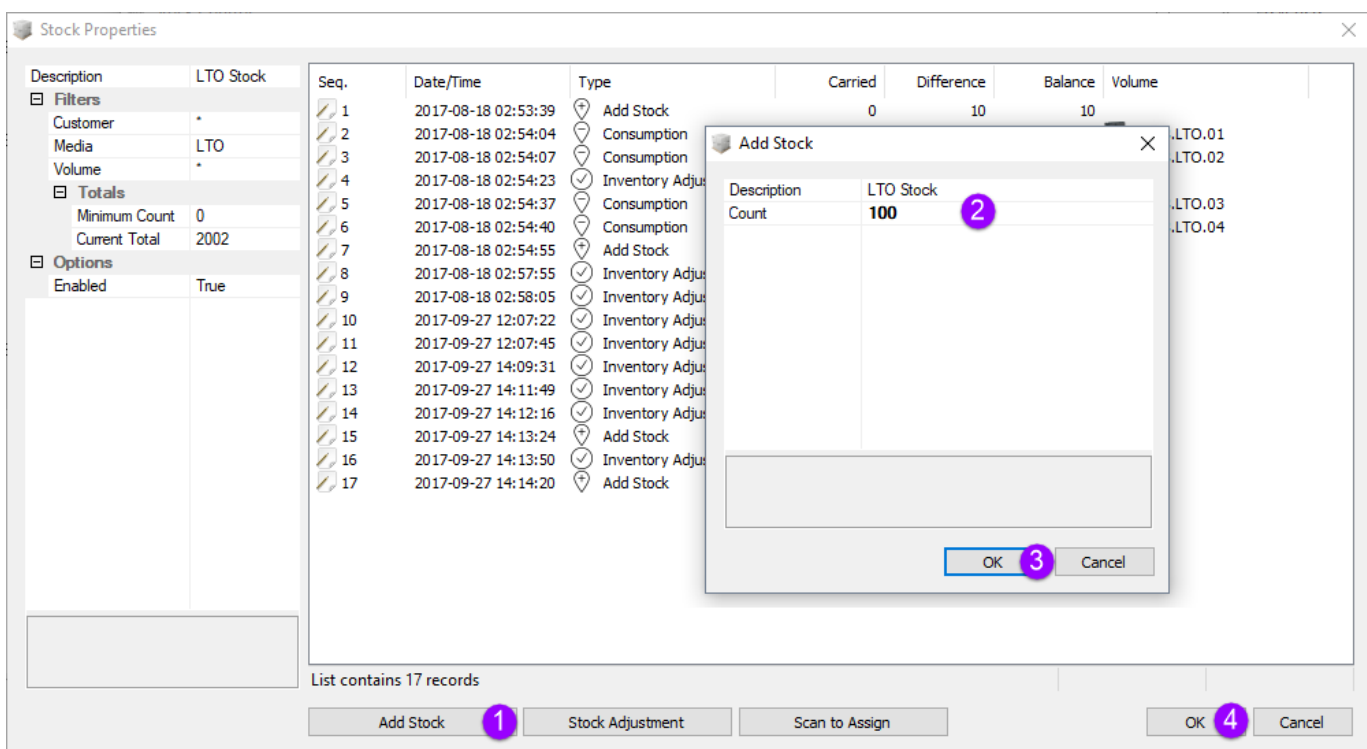 Stock Properties
Description LTO Stock
Filters
Customer *
Media LTO
Volume *
Totals
Minimum Count 0
Current Total 2002
Options
Enabled True
Seq. Date/Time Type Carried Difference Balance Volume
1 2017-08-18 02:53:39 Add Stock 0 10 10
2 2017-08-18 02:54:04 Consumption .LTO.01
3 2017-08-18 02:54:07 Consumption .LTO.02
4 2017-08-18 02:54:23 Inventory Adju
5 2017-08-18 02:54:37 Consumption .LTO.03
6 2017-08-18 02:54:40 Consumption .LTO.04
7 2017-08-18 02:54:55 Add Stock
8 2017-08-18 02:57:55 Inventory Adju
9 2017-08-18 02:58:05 Inventory Adju
10 2017-09-27 12:07:22 Inventory Adju
11 2017-09-27 12:07:45 Inventory Adju
12 2017-09-27 14:09:31 Inventory Adju
13 2017-09-27 14:11:49 Inventory Adju
14 2017-09-27 14:12:16 Inventory Adju
15 2017-09-27 14:13:24 Add Stock
16 2017-09-27 14:13:50 Inventory Adju
17 2017-09-27 14:14:20 Add Stock
Add Stock
Description LTO Stock
Count 100 2
OK 3 Cancel
List contains 17 records
Add Stock 1 Stock Adjustment Scan to Assign OK 4 Cancel